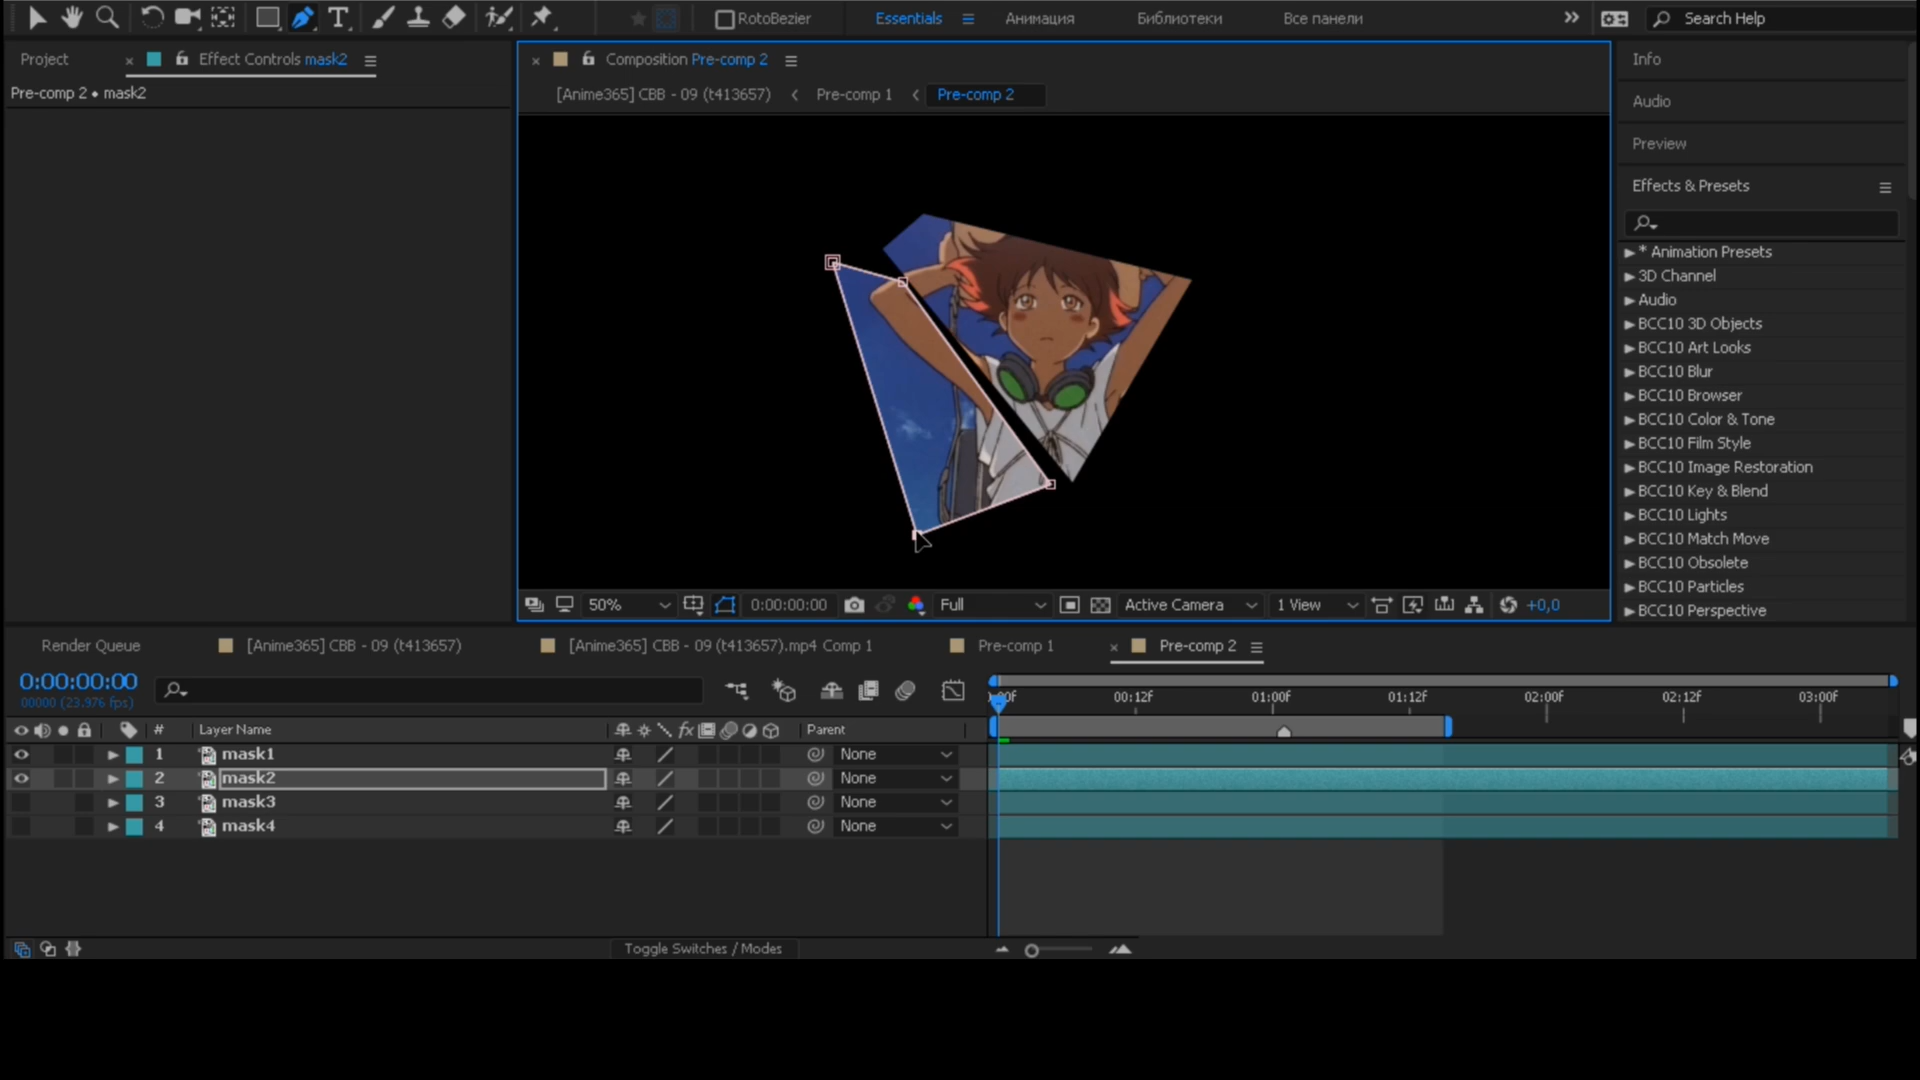 RotoBezier
Essentials
Анимация
Библиотеки
Все панели
Search Help
Project
Effect Controls mask2
Pre-comp 2 • mask2
Composition Pre-comp 2
[Anime365] CBB - 09 (t413657)
Pre-comp 1
Pre-comp 2
Info
Audio
Preview
Effects & Presets
* Animation Presets
3D Channel
Audio
BCC10 3D Objects
BCC10 Art Looks
BCC10 Blur
BCC10 Browser
BCC10 Color & Tone
BCC10 Film Style
BCC10 Image Restoration
BCC10 Key & Blend
BCC10 Lights
BCC10 Match Move
BCC10 Obsolete
BCC10 Particles
BCC10 Perspective
50%
0:00:00:00
Full
Active Camera
1 View
+0,0
Render Queue
[Anime365] CBB - 09 (t413657)
[Anime365] CBB - 09 (t413657).mp4 Comp 1
Pre-comp 1
Pre-comp 2
0:00:00:00
00000 (23.976 fps)
00:12f
01:00f
01:12f
02:00f
02:12f
03:00f
# Layer Name
Parent
1 mask1 None
2 mask2 None
3 mask3 None
4 mask4 None
Toggle Switches / Modes